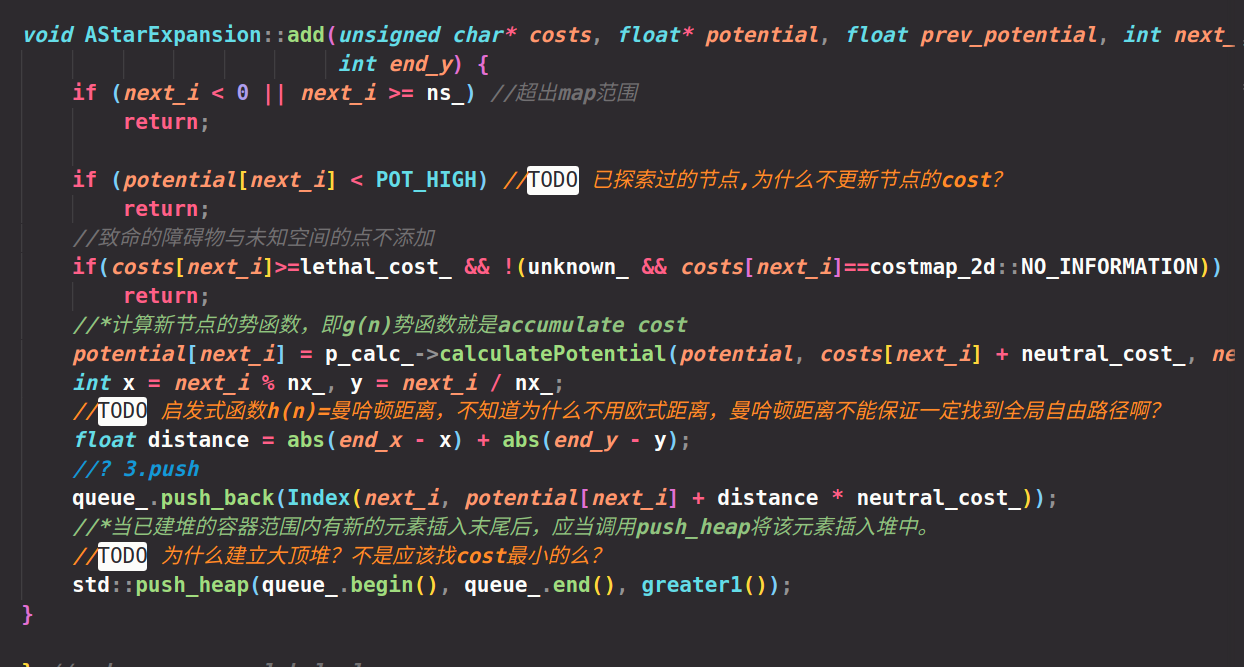 void AStarExpansion::add(unsigned char* costs, float* potential, float prev_potential, int next_
int end_y) {
if (next_i < 0 || next_i >= ns_) //超出map范围
return;
if (potential[next_i] < POT_HIGH) //TODO 已探索过的节点,为什么不更新节点的cost?
return;
//致命的障碍物与未知空间的点不添加
if(costs[next_i]>=lethal_cost_ && !(unknown_ && costs[next_i]==costmap_2d::NO_INFORMATION))
return;
//*计算新节点的势函数，即g(n)势函数就是accumulate cost
potential[next_i] = p_calc_->calculatePotential(potential, costs[next_i] + neutral_cost_, ne
int x = next_i % nx_, y = next_i / nx_;
//TODO 启发式函数h(n)=曼哈顿距离，不知道为什么不用欧式距离，曼哈顿距离不能保证一定找到全局自由路径啊？
float distance = abs(end_x - x) + abs(end_y - y);
//? 3.push
queue_.push_back(Index(next_i, potential[next_i] + distance * neutral_cost_));
//*当已建堆的容器范围内有新的元素插入末尾后，应当调用push_heap将该元素插入堆中。
//TODO 为什么建立大顶堆？不是应该找cost最小的么？
std::push_heap(queue_.begin(), queue_.end(), greater1());
}